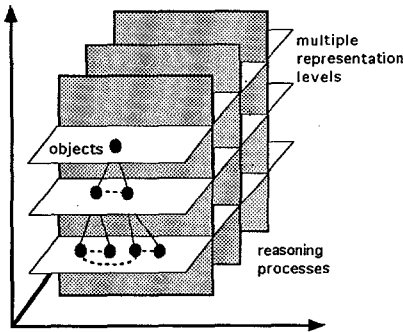 multiple
representation
levels
objects
reasoning
processes